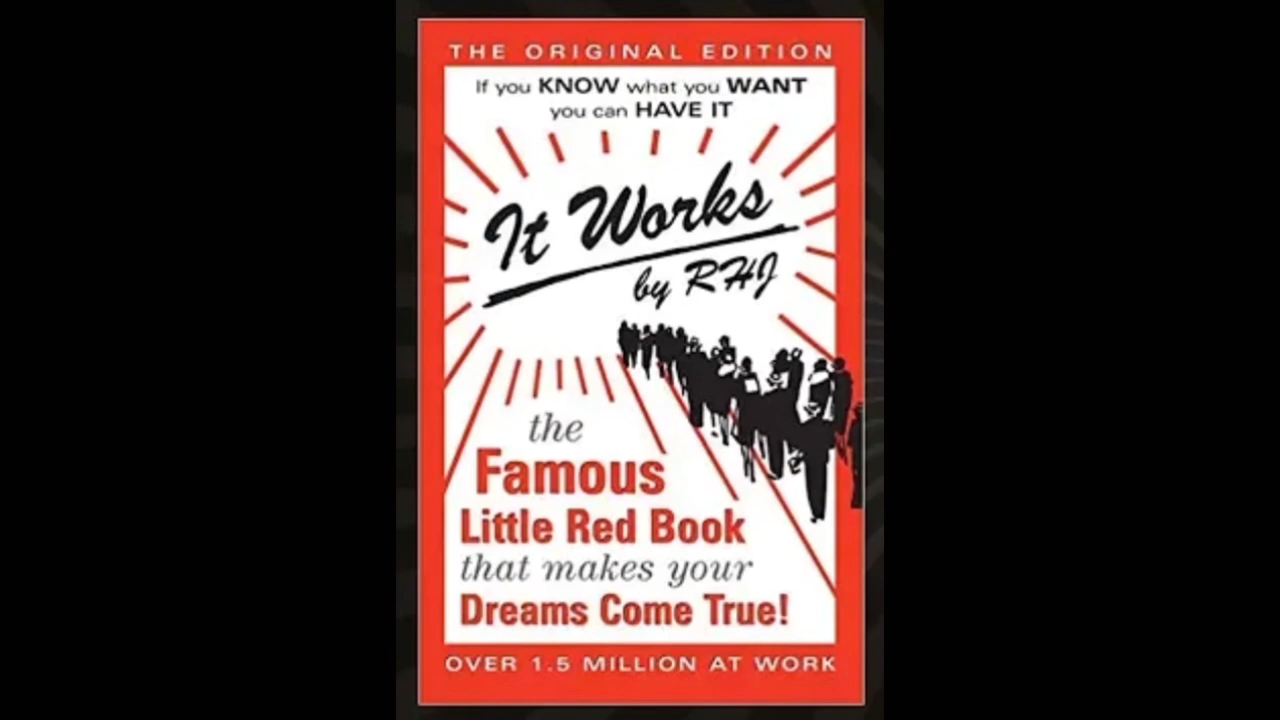 THE ORIGINAL EDITION
If you KNOW what you WANT
you can HAVE IT
It Works
by RHJ
the
Famous
Little Red Book
that makes your
Dreams Come True!
OVER 1.5 MILLION AT WORK